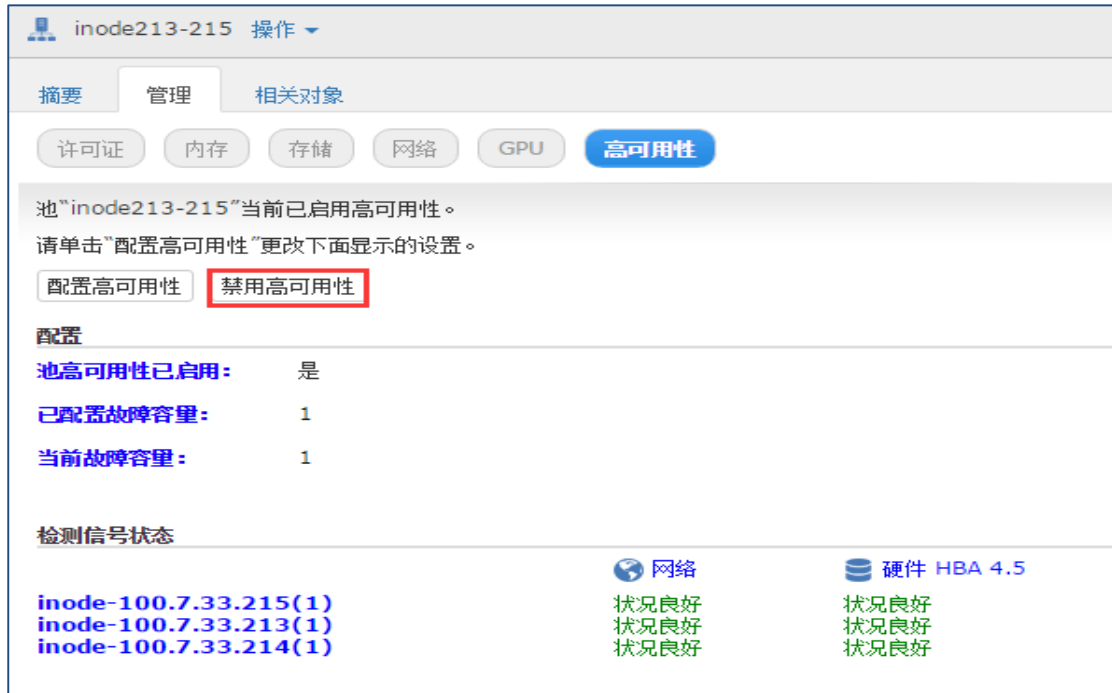 inode213-215 操作
摘要 管理 相关对象
许可证 内存 存储 网络 GPU 高可用性
池“inode213-215”当前已启用高可用性。
请单击“配置高可用性”更改下面显示的设置。
配置高可用性 禁用高可用性
配置
池高可用性已启用: 是
已配置故障容量: 1
当前故障容量: 1
检测信号状态
网络 硬件 HBA 4.5
inode-100.7.33.215(1) 状况良好 状况良好
inode-100.7.33.213(1) 状况良好 状况良好
inode-100.7.33.214(1) 状况良好 状况良好